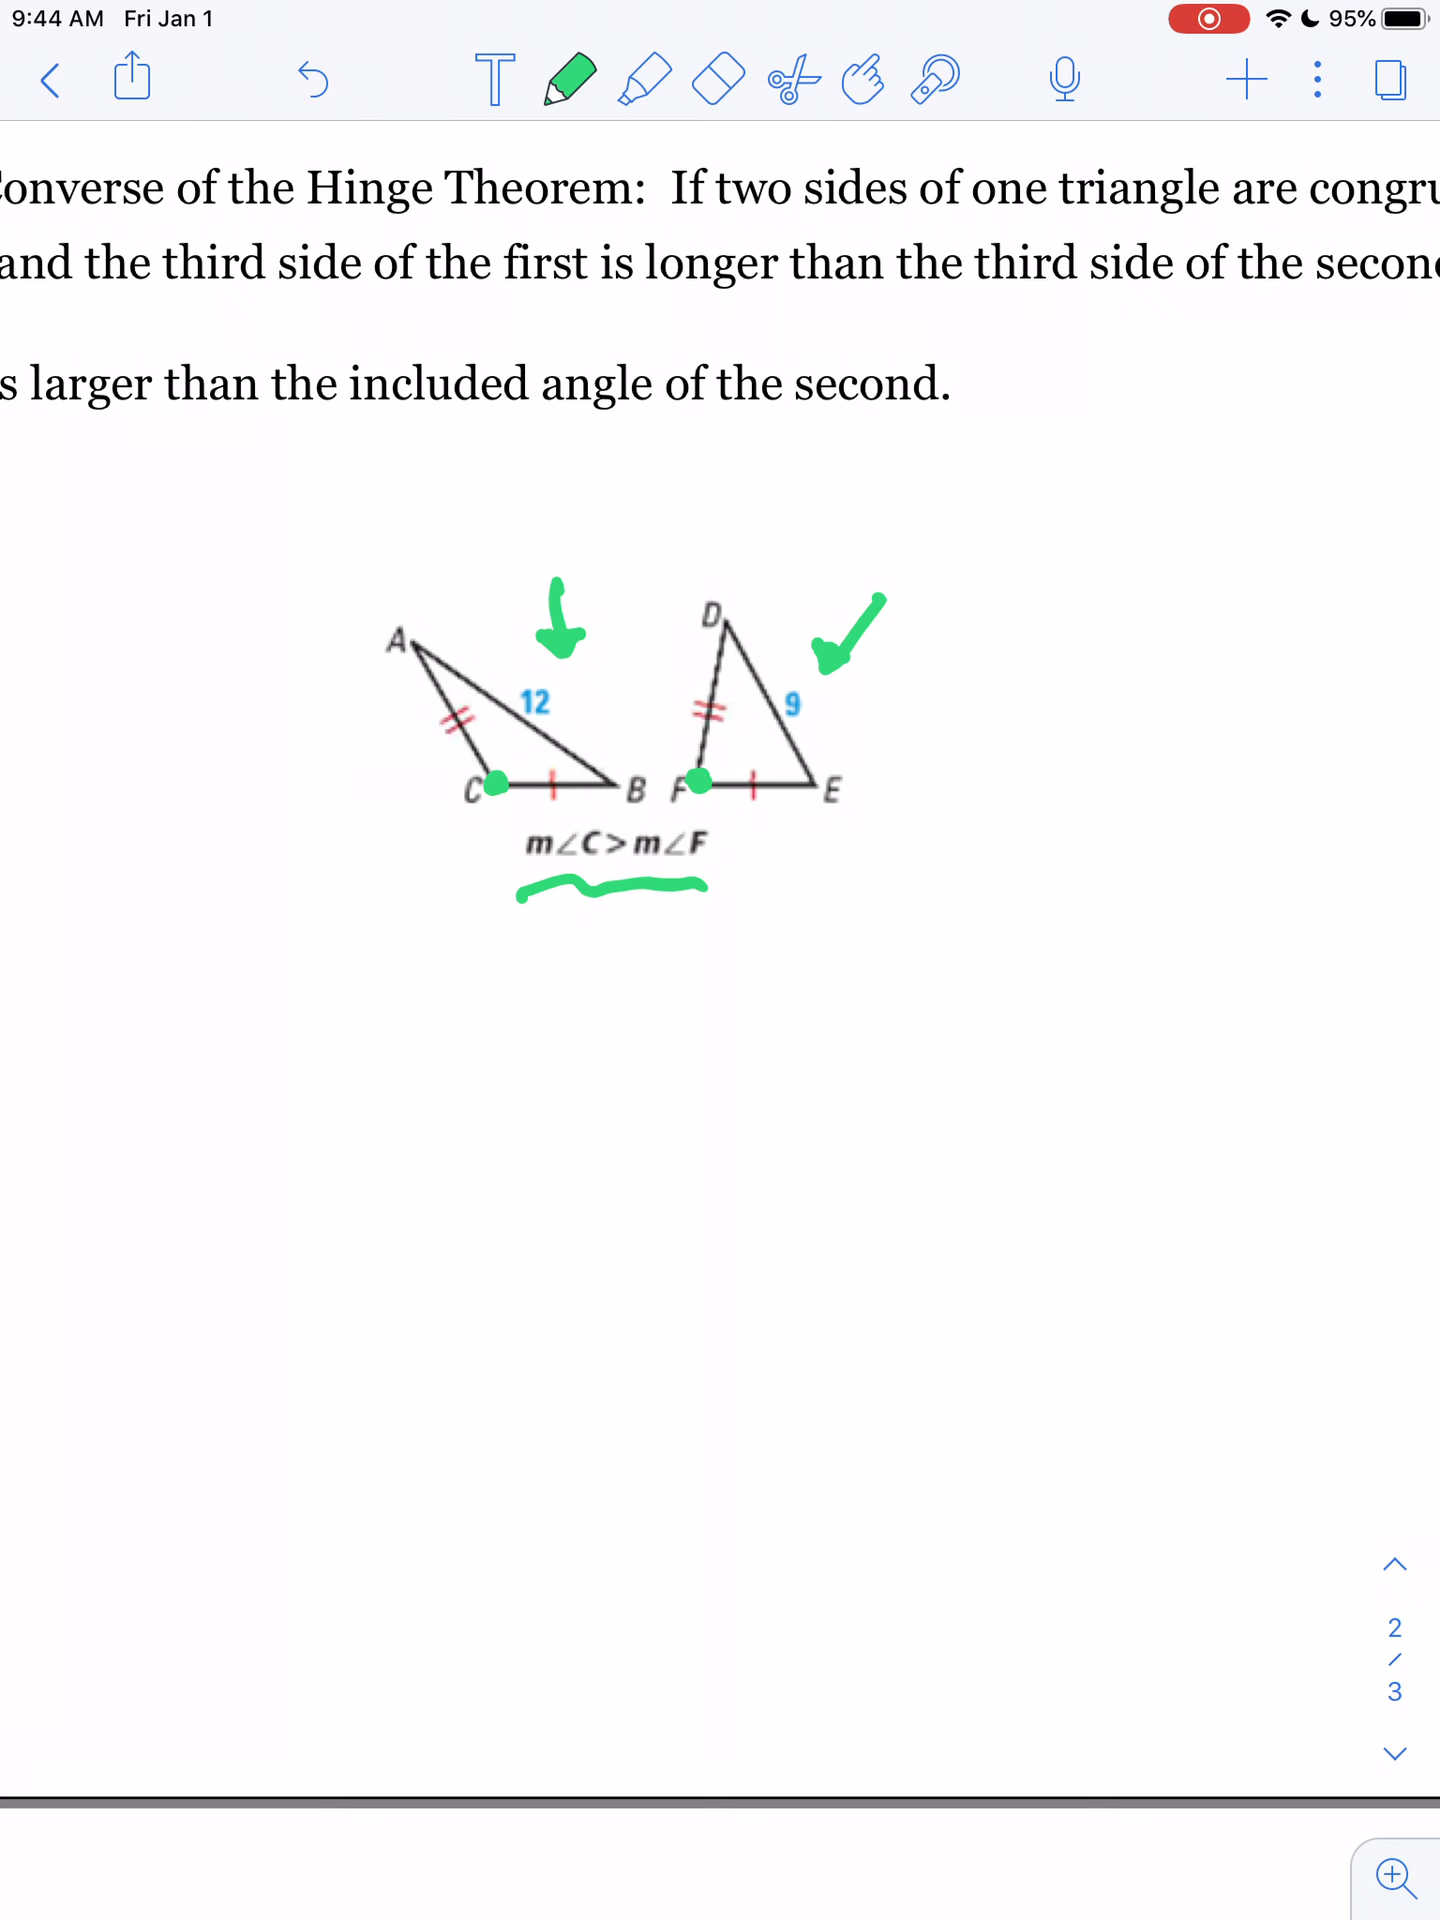 9:44 AM Fri Jan 1 95%
T
onverse of the Hinge Theorem: If two sides of one triangle are congru
and the third side of the first is longer than the third side of the secon
s larger than the included angle of the second.
A D
12 9
C B F E
m∠C>m∠F
2
/
3